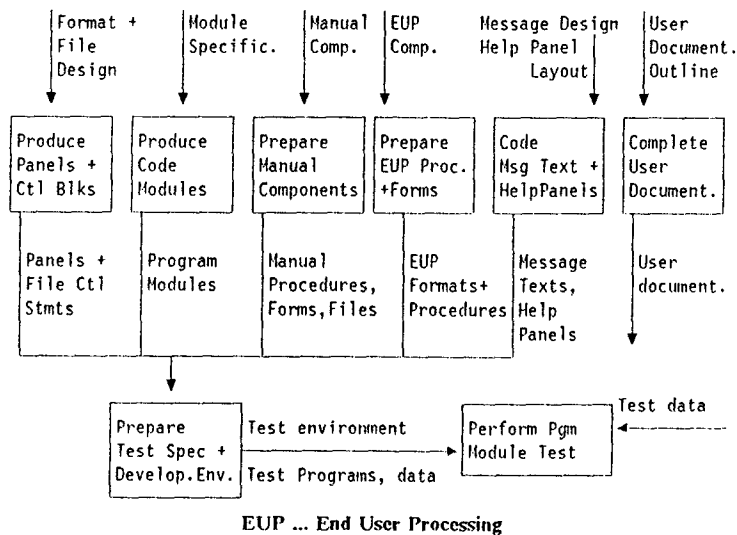 Format +
File
Design
Module
Specific.
Manual
Comp.
EUP
Comp.
Message Design
Help Panel
Layout
User
Document.
Outline
Produce
Panels +
Ctl Blks
Produce
Code
Modules
Prepare
Manual
Components
Prepare
EUP Proc.
+Forms
Code
Msg Text +
HelpPanels
Complete
User
Document.
Panels +
File Ctl
Stmts
Program
Modules
Manual
Procedures,
Forms,Files
EUP
Formats+
Procedures
Message
Texts,
Help
Panels
User
document.
Prepare
Test Spec +
Develop.Env.
Test environment
Test Programs, data
Perform Pgm
Module Test
Test data
EUP ... End User Processing